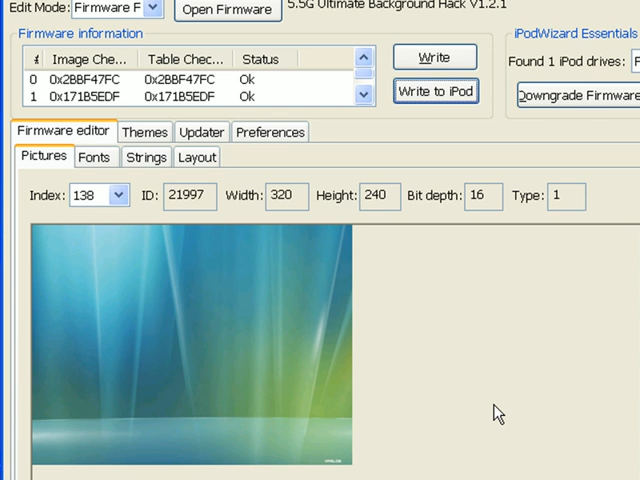 Edit Mode: Firmware F Open Firmware 5.5G Ultimate Background Hack V1.2.1
Firmware information
iPodWizard Essentials
Image Che... Table Chec... Status
0 0x2BBF47FC 0x2BBF47FC Ok
1 0x171B5EDF 0x171B5EDF Ok
Write
Write to iPod
Found 1 iPod drives:
Downgrade Firmware
Firmware editor Themes Updater Preferences
Pictures Fonts Strings Layout
Index: 138 ID: 21997 Width: 320 Height: 240 Bit depth: 16 Type: 1